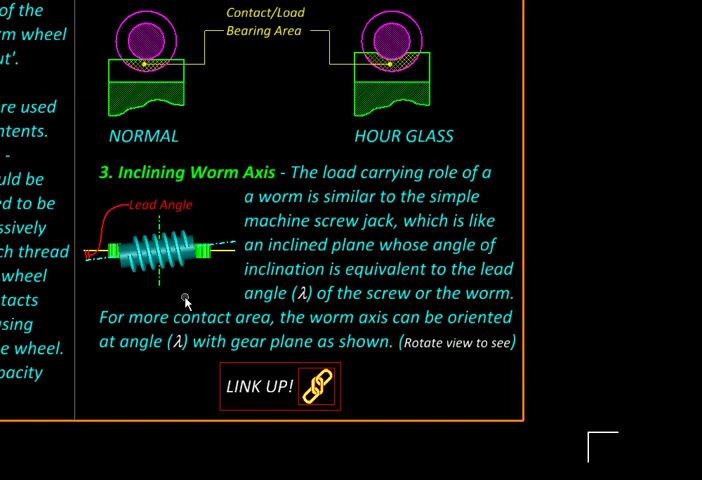 of the
rm wheel
ut'.
re used
ntents.
-
uld be
ed to be
ssively
ch thread
wheel
tacts
sing
e wheel.
pacity
Contact/Load
Bearing Area
NORMAL
HOUR GLASS
3. Inclining Worm Axis - The load carrying role of a
a worm is similar to the simple
machine screw jack, which is like
an inclined plane whose angle of
inclination is equivalent to the lead
angle (λ) of the screw or the worm.
For more contact area, the worm axis can be oriented
at angle (λ) with gear plane as shown. (Rotate view to see)
Lead Angle
LINK UP!